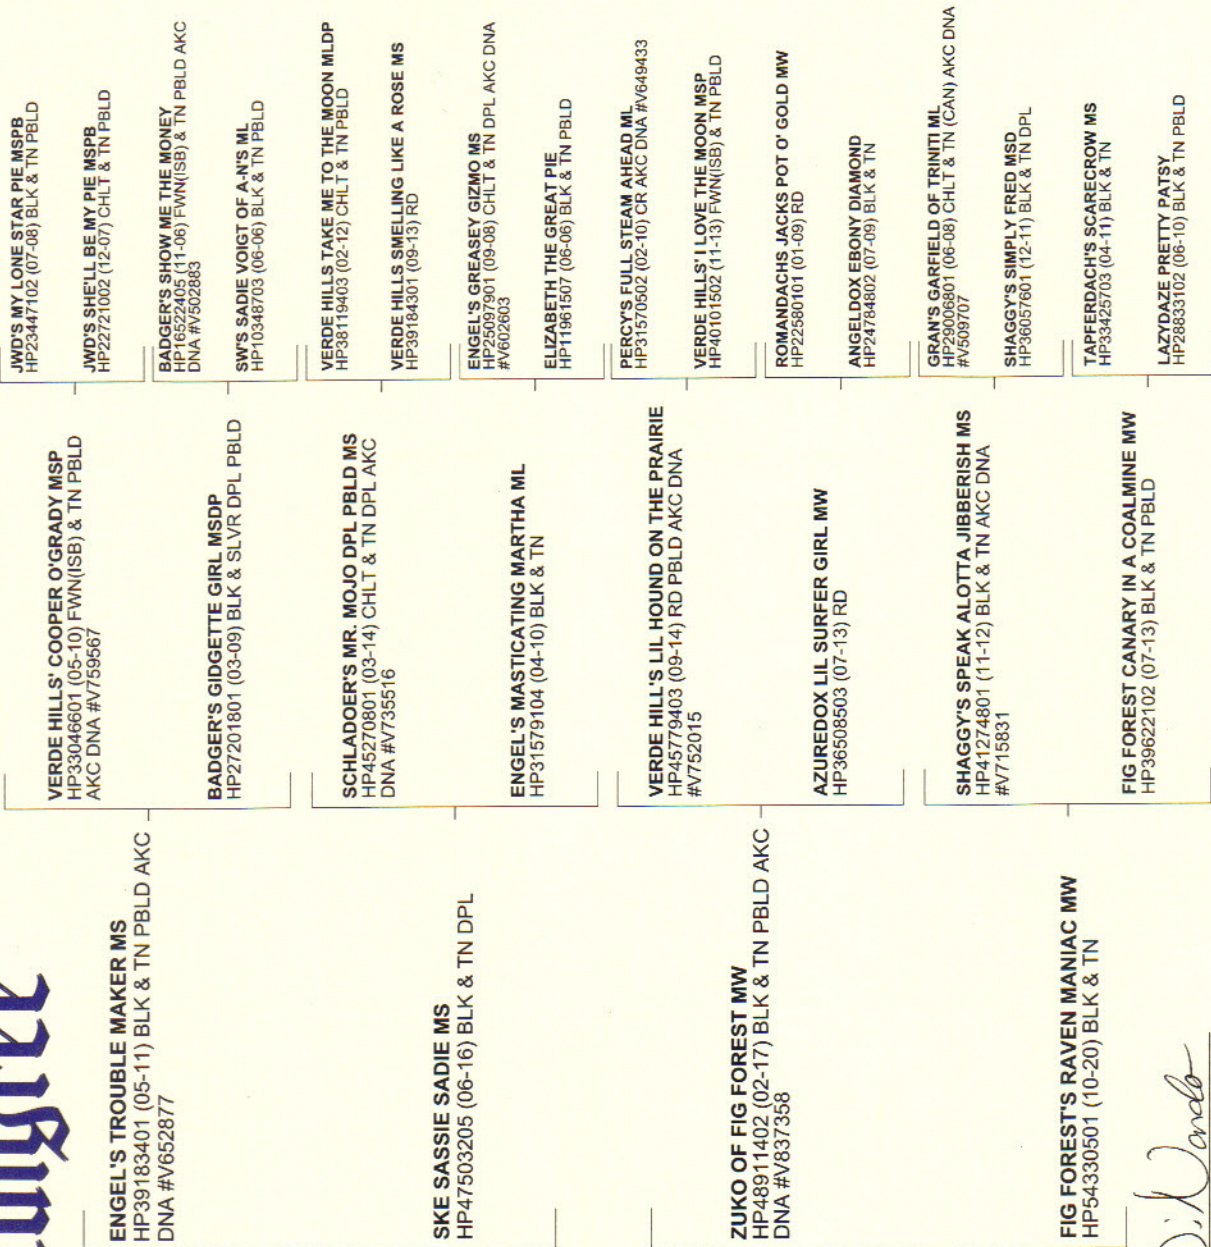 ENGEL'S TROUBLE MAKER MS
HP39183401 (05-11) BLK & TN PBLD AKC
DNA #V652877
SKE SASSIE SADIE MS
HP47503205 (06-16) BLK & TN DPL
ZUKO OF FIG FOREST MW
HP48911402 (02-17) BLK & TN PBLD AKC
DNA #V837358
FIG FOREST'S RAVEN MANIAC MW
HP54330501 (10-20) BLK & TN
VERDE HILLS' COOPER O'GRADY MSP
HP33046601 (05-10) FWN(ISB) & TN PBLD
AKC DNA #V759567
BADGER'S GIDGETTE GIRL MSDP
HP27201801 (03-09) BLK & SLVR DPL PBLD
SCHLADOER'S MR. MOJO DPL PBLD MS
HP45270801 (03-14) CHLT & TN DPL AKC
DNA #V735516
ENGEL'S MASTICATING MARTHA ML
HP31579104 (04-10) BLK & TN
VERDE HILL'S LIL HOUND ON THE PRAIRIE
HP45779403 (09-14) RD PBLD AKC DNA
#V752015
AZUREDOX LIL SURFER GIRL MW
HP36508503 (07-13) RD
SHAGGY'S SPEAK ALOTTA JIBBERISH MS
HP41274801 (11-12) BLK & TN AKC DNA
#V715831
FIG FOREST CANARY IN A COALMINE MW
HP39622102 (07-13) BLK & TN PBLD
JWD'S MY LONE STAR PIE MSPB
HP23447102 (07-08) BLK & TN PBLD
JWD'S SHE'LL BE MY PIE MSPB
HP22721002 (12-07) CHLT & TN PBLD
BADGER'S SHOW ME THE MONEY
HP16522405 (11-06) FWN(ISB) & TN PBLD AKC
DNA #V502883
SW'S SADIE VOIGT OF A-N'S ML
HP10348703 (06-06) BLK & TN PBLD
VERDE HILLS TAKE ME TO THE MOON MLDP
HP38119403 (02-12) CHLT & TN PBLD
VERDE HILLS SMELLING LIKE A ROSE MS
HP39184301 (09-13) RD
ENGEL'S GREASEY GIZMO MS
HP25097901 (09-08) CHLT & TN DPL AKC DNA
#V602603
ELIZABETH THE GREAT PIE
HP11961507 (06-06) BLK & TN PBLD
PERCY'S FULL STEAM AHEAD ML
HP31570502 (02-10) CR AKC DNA #V649433
VERDE HILLS' I LOVE THE MOON MSP
HP40101502 (11-13) FWN(ISB) & TN PBLD
ROMANDACHS JACKS POT O' GOLD MW
HP22580101 (01-09) RD
ANGELDOX EBONY DIAMOND
HP24784802 (07-09) BLK & TN
GRAN'S GARFIELD OF TRINITI ML
HP29006801 (06-08) CHLT & TN (CAN) AKC DNA
#V509707
SHAGGY'S SIMPLY FRED MSD
HP36057601 (12-11) BLK & TN DPL
TAPFERDACH'S SCARECROW MS
HP33425703 (04-11) BLK & TN
LAZYDAZE PRETTY PATSY
HP28833102 (06-10) BLK & TN PBLD